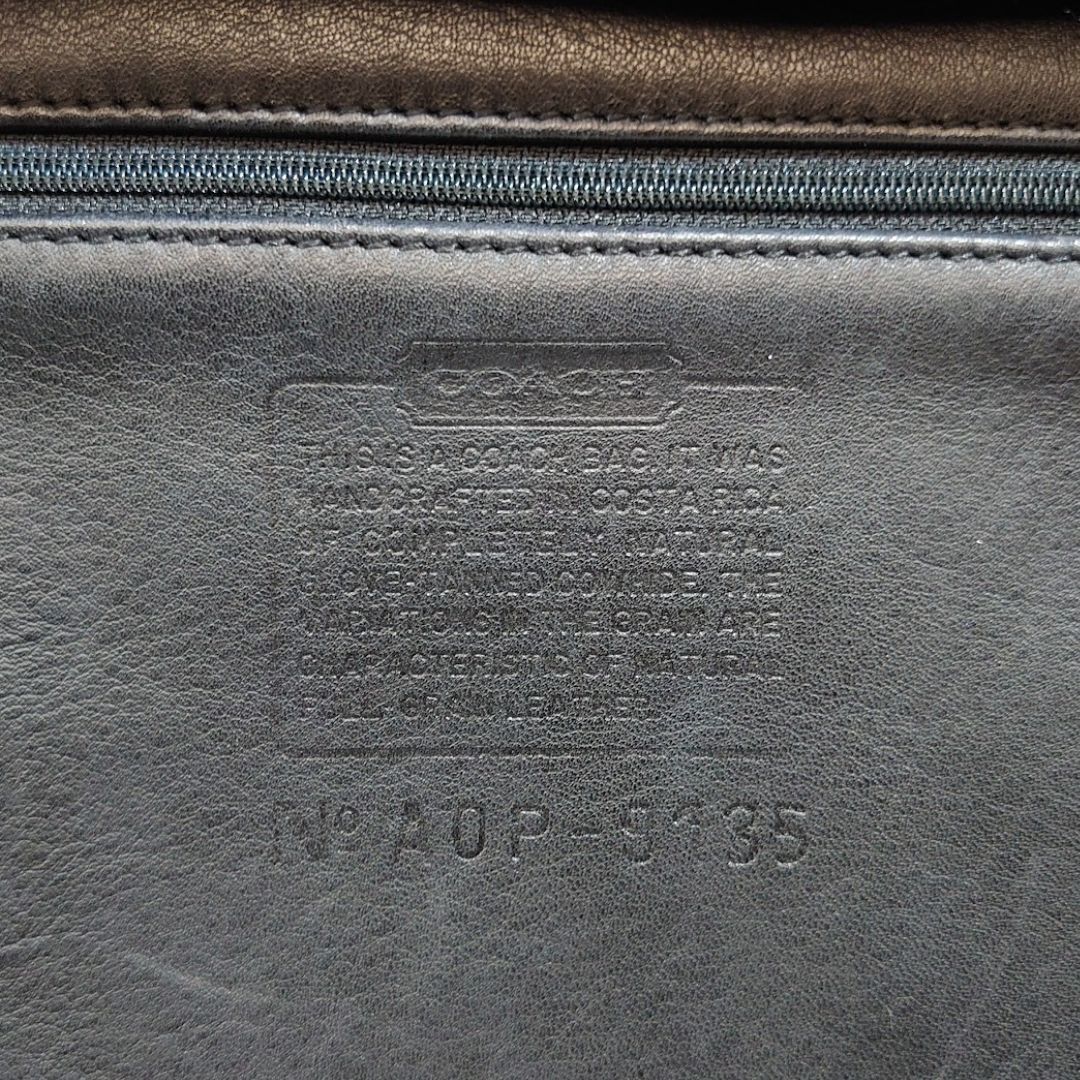 COACH
THIS IS A COACH BAG. IT WAS
HANDCRAFTED IN COSTA RICA
OF COMPLETELY NATURAL
GLOVE-TANNED COWHIDE. THE
VARIATIONS IN THE GRAIN ARE
CHARACTERISTIC OF NATURAL
FULL GRAIN LEATHER.
Nº A0P-9135